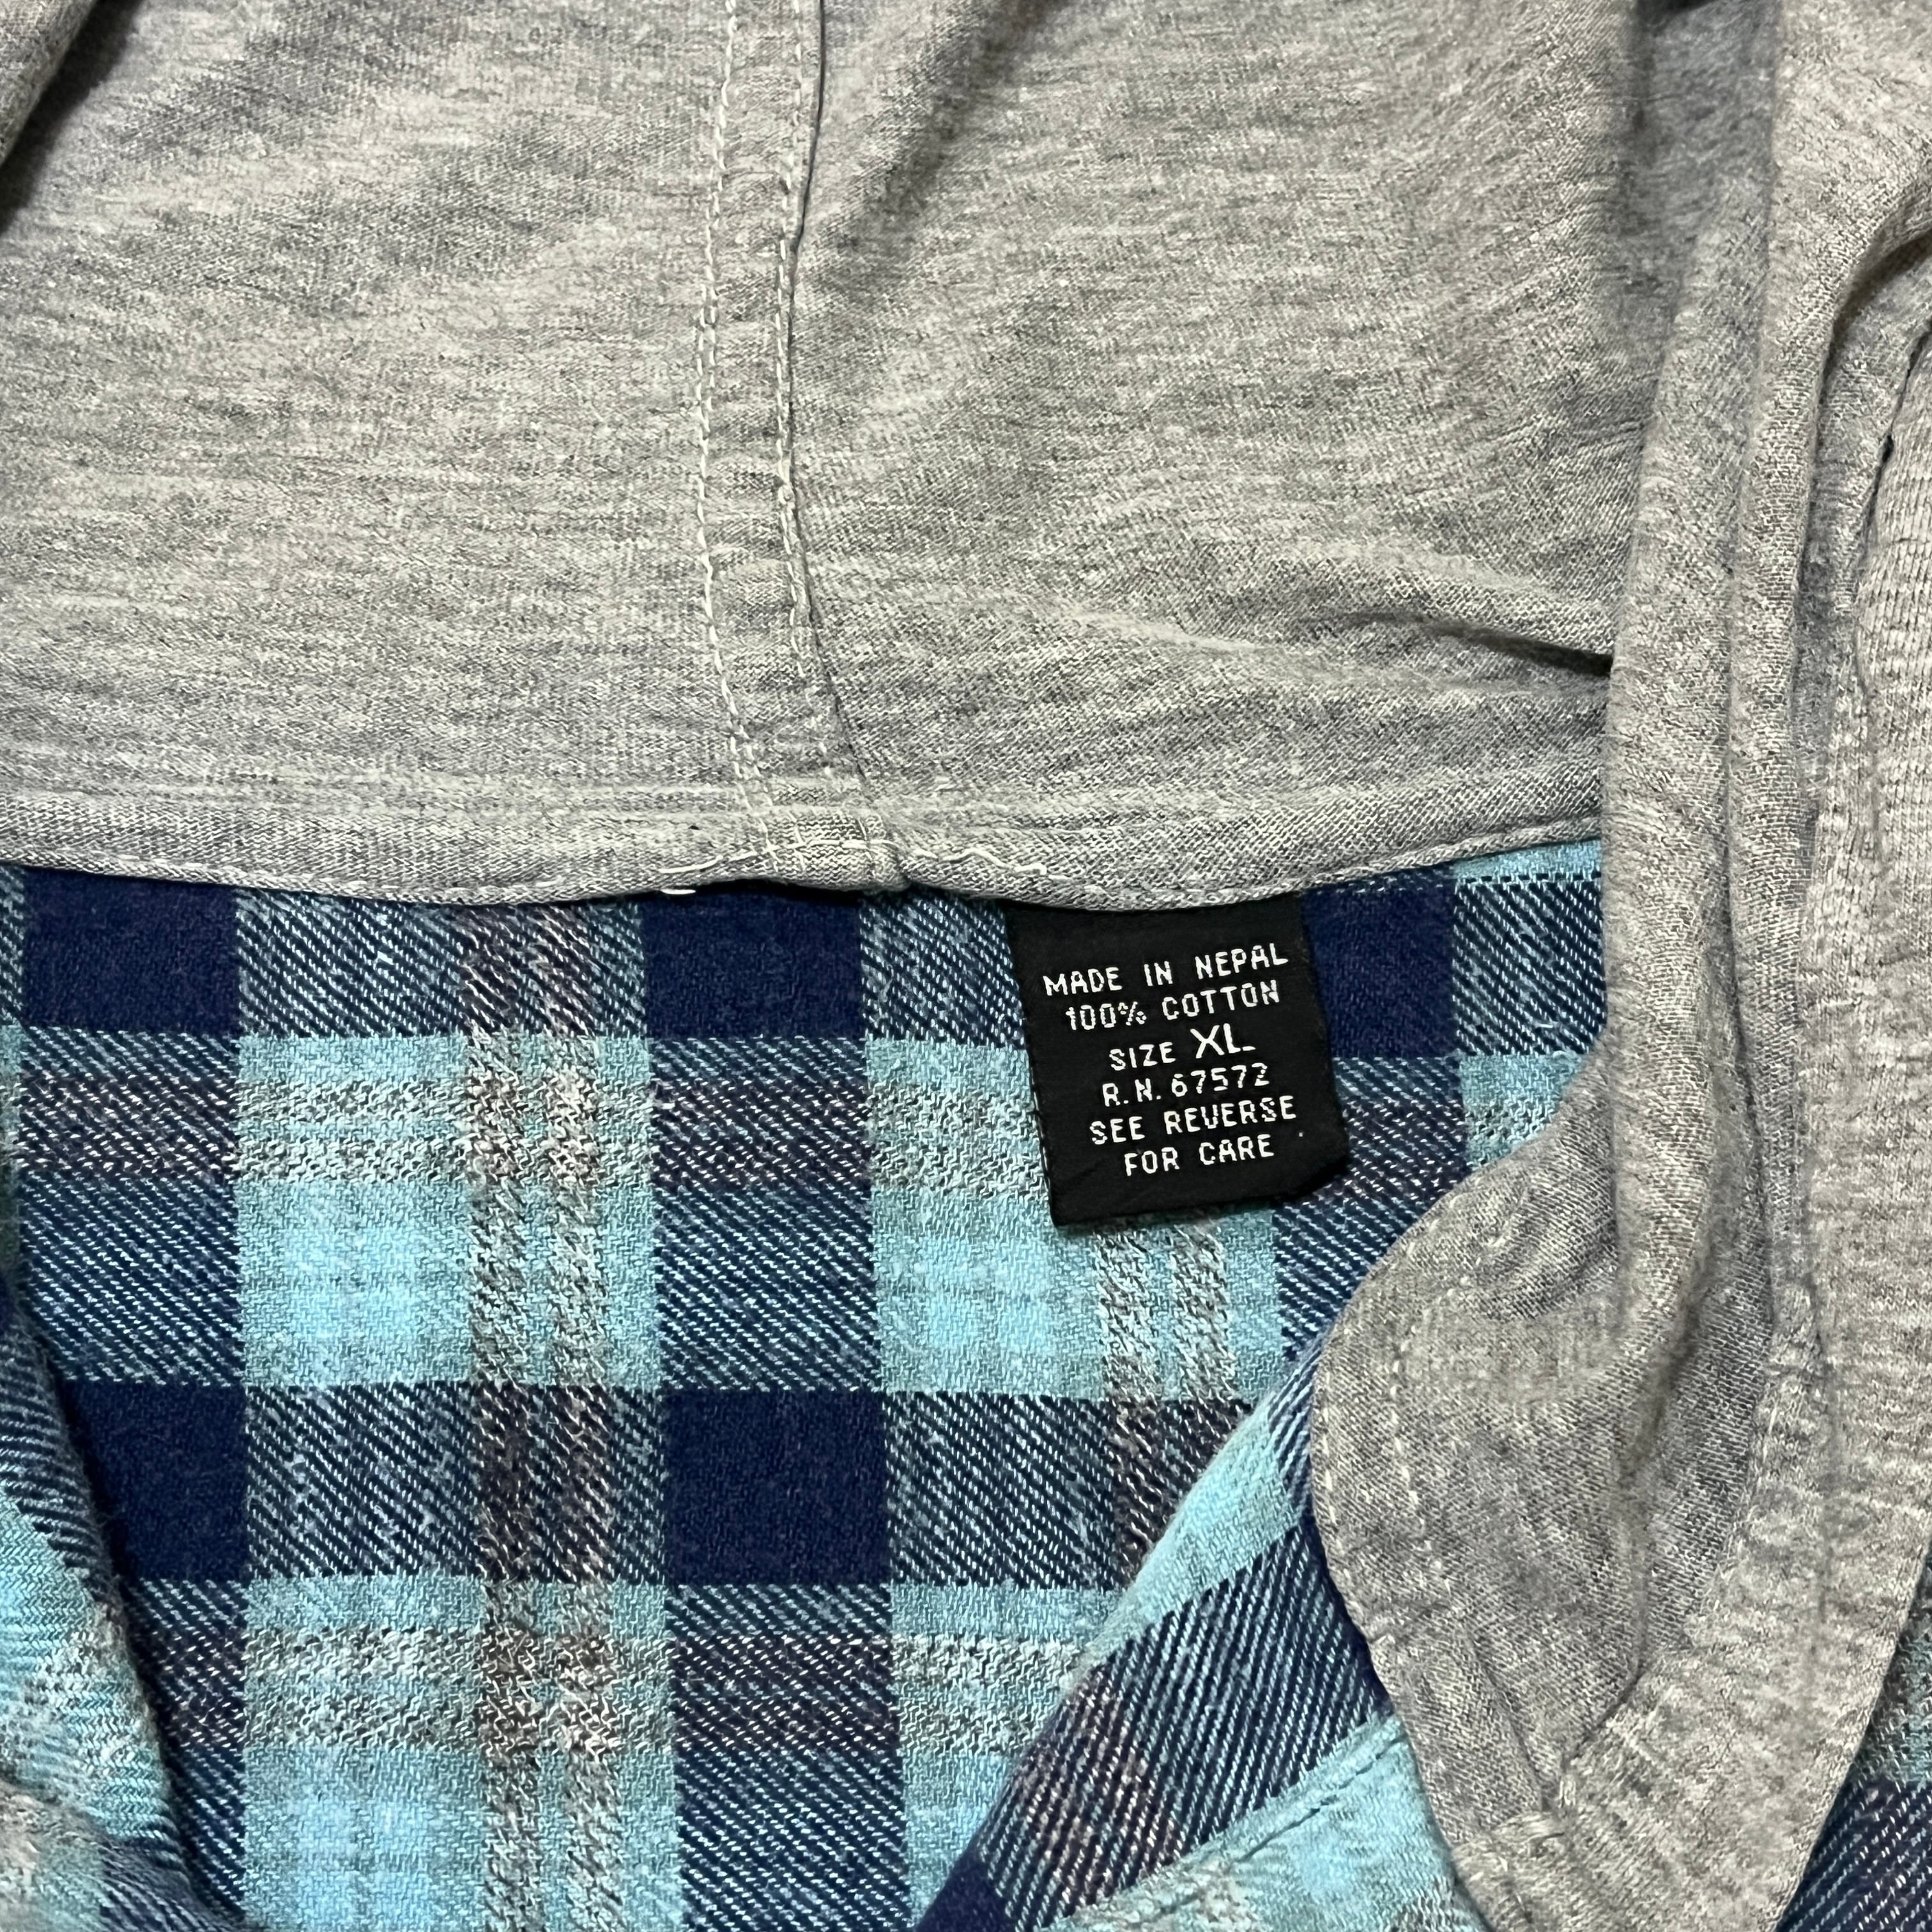 MADE IN NEPAL
100% COTTON
SIZE XL
R.N. 67572
SEE REVERSE
FOR CARE